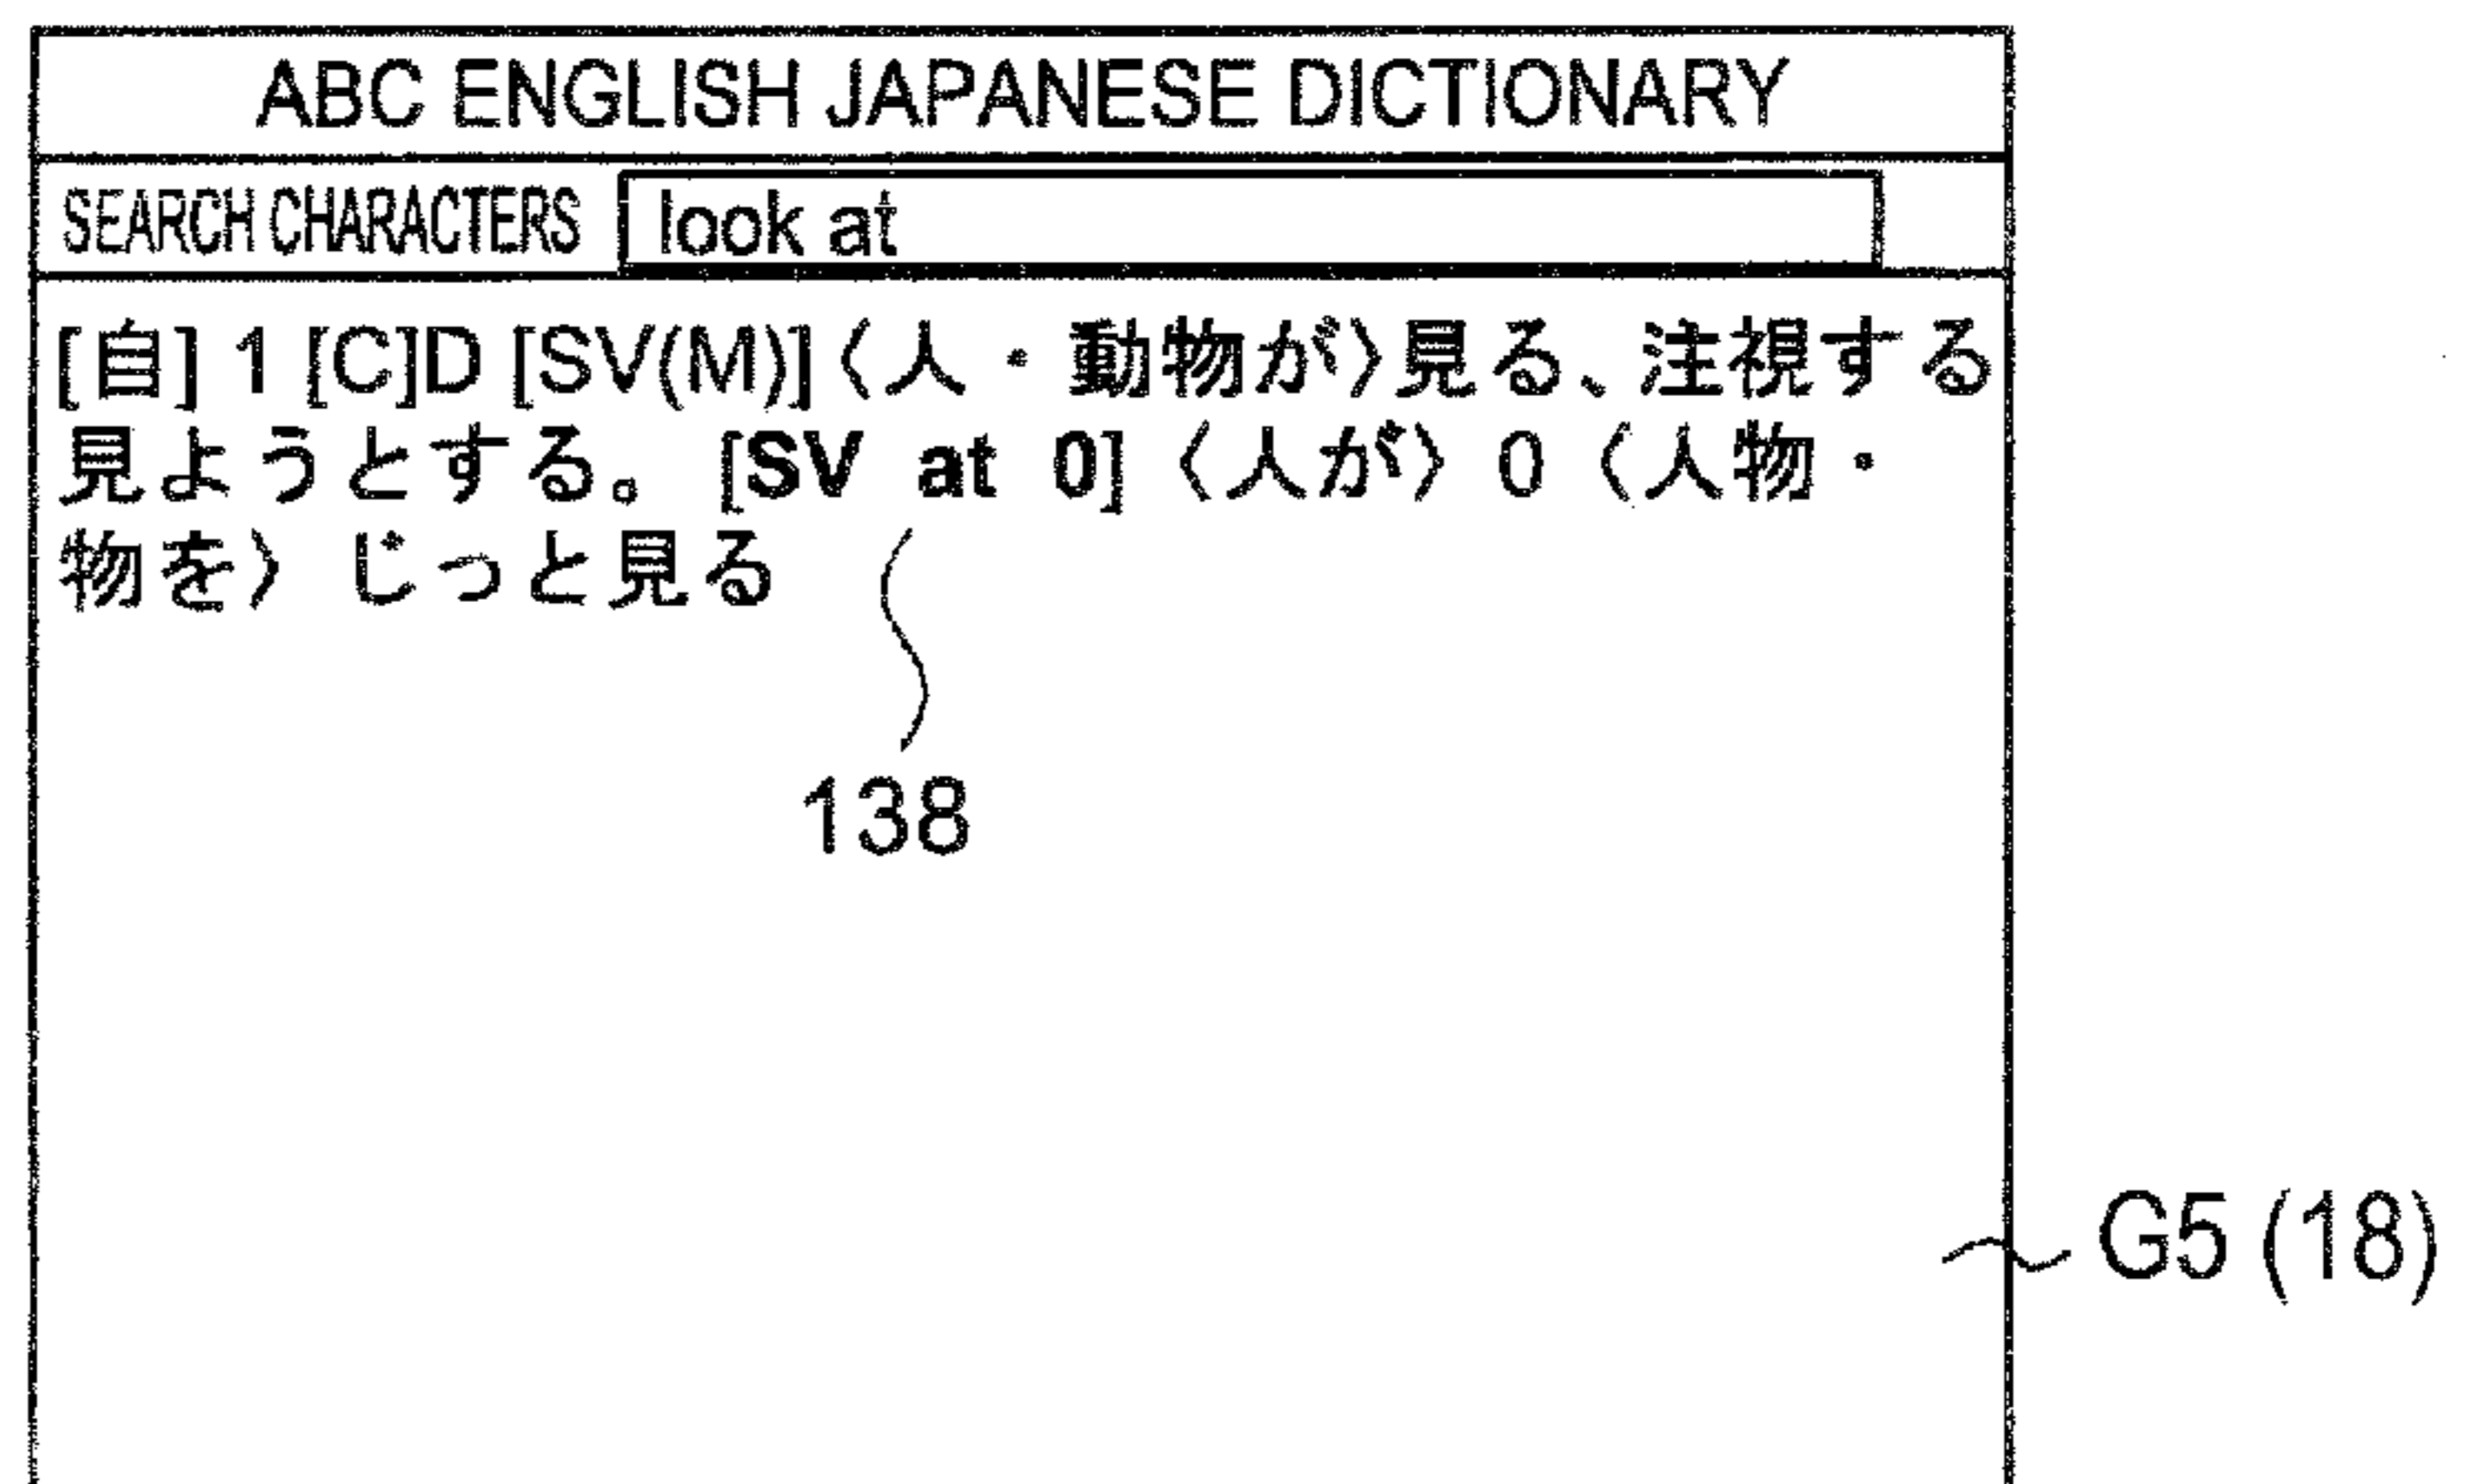 ABC ENGLISH JAPANESE DICTIONARY
SEARCH CHARACTERS look at
[自] 1 [C]D [SV(M)]〈人・動物が〉見る、注視する
見ようとする。 [SV at 0]〈人が〉0〈人物・
物を〉じっと見る
138
G5 (18)